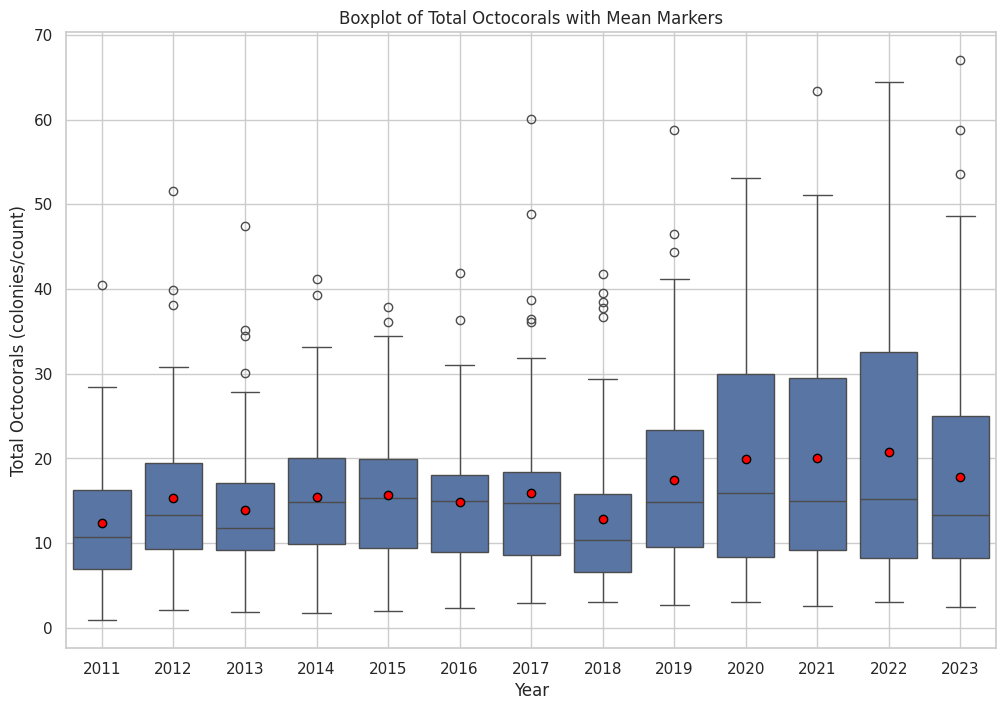 Boxplot of Total Octocorals with Mean Markers
Total Octocorals (colonies/count)
70
60
50
40
30
20
10
0
2011 2012 2013 2014 2015 2016 2017 2018 2019 2020 2021 2022 2023
Year